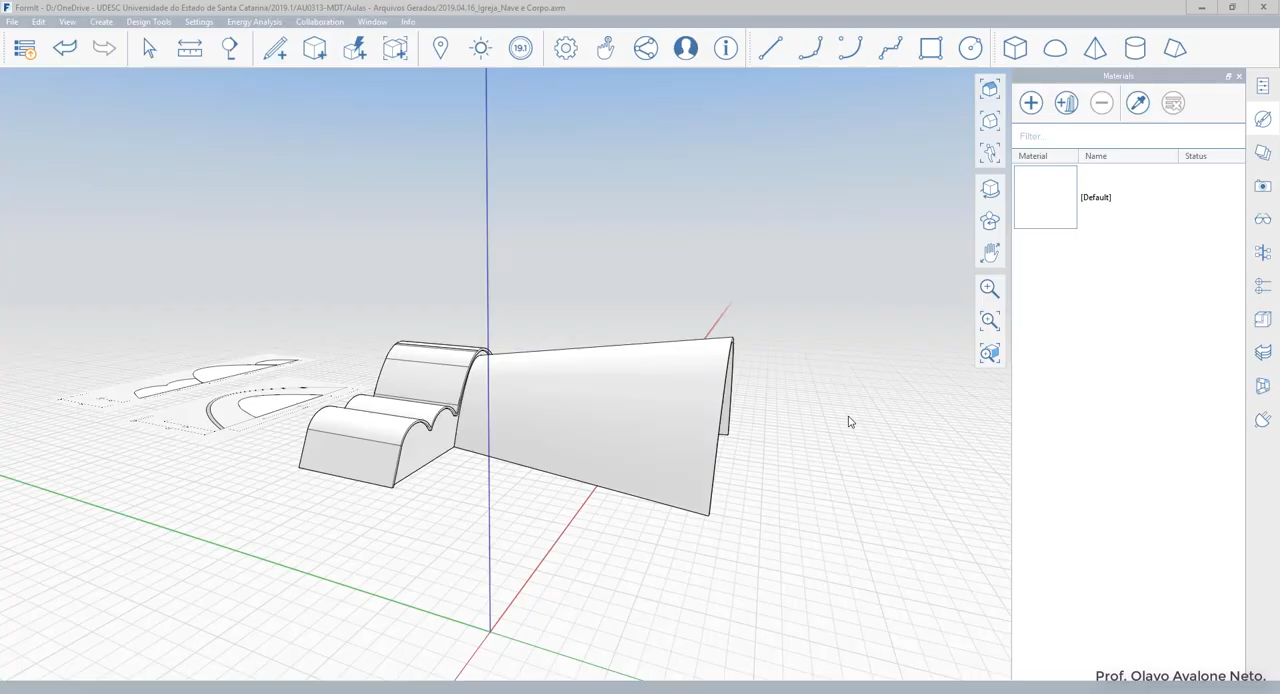 FormIt - D:/OneDrive - UDESC Universidade do Estado de Santa Catarina/2019.1/AU0313-MDT/Aulas - Arquivos Gerados/2019.04.16_Igreja_Nave e Corpo.axm
File Edit View Create Design Tools Settings Energy Analysis Collaboration Window Info
19.1
Materials
Filter...
Material Name Status
[Default]
Prof. Olavo Avalone Neto.